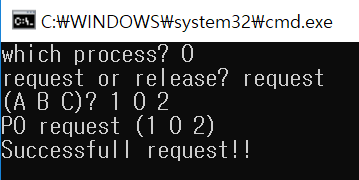 C:₩WINDOWS₩system32₩cmd.exe
which process? 0
request or release? request
(A B C)? 1 0 2
P0 request (1 0 2)
Successfull request!!